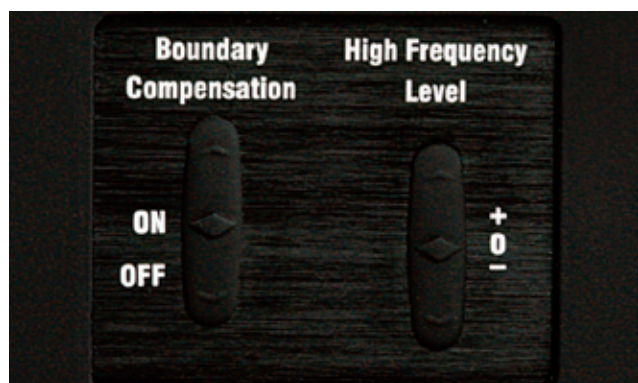 Boundary
Compensation
ON
OFF
High Frequency
Level
+
0
−